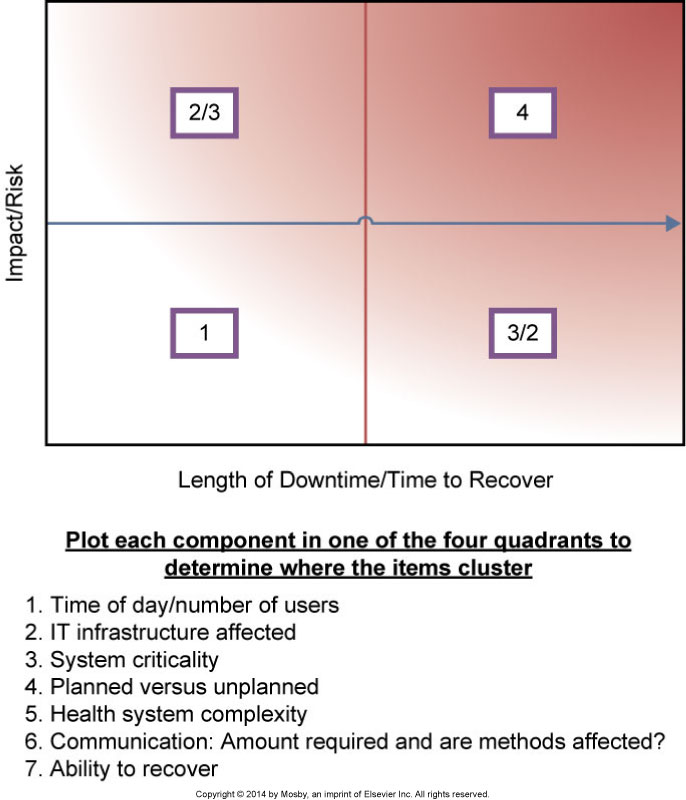 2/3
4
Impact/Risk
1
3/2
Length of Downtime/Time to Recover
Plot each component in one of the four quadrants to
determine where the items cluster
1. Time of day/number of users
2. IT infrastructure affected
3. System criticality
4. Planned versus unplanned
5. Health system complexity
6. Communication: Amount required and are methods affected?
7. Ability to recover
Copyright © 2014 by Mosby, an imprint of Elsevier Inc. All rights reserved.